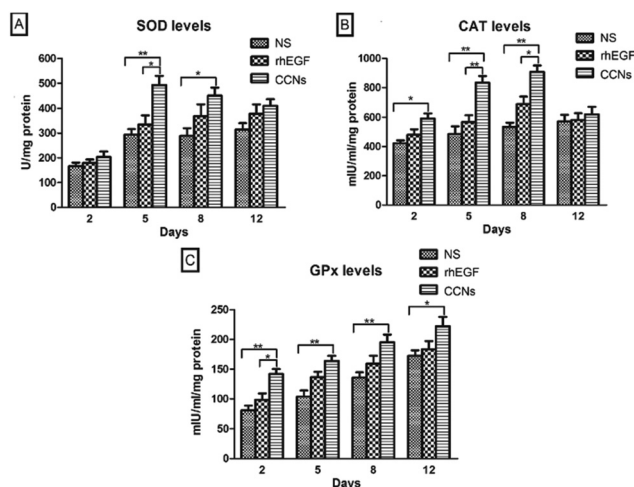 A
SOD levels
NS
rhEGF
CCNs
U/mg protein
600
500
400
300
200
100
0
**
*
*
2
5
8
12
Days
B
CAT levels
NS
rhEGF
CCNs
mIU/ml/mg protein
1000
800
600
400
200
0
*
**
**
**
*
2
5
8
12
Days
C
GPx levels
NS
rhEGF
CCNs
mIU/ml/mg protein
250
200
150
100
50
0
**
*
**
**
*
2
5
8
12
Days